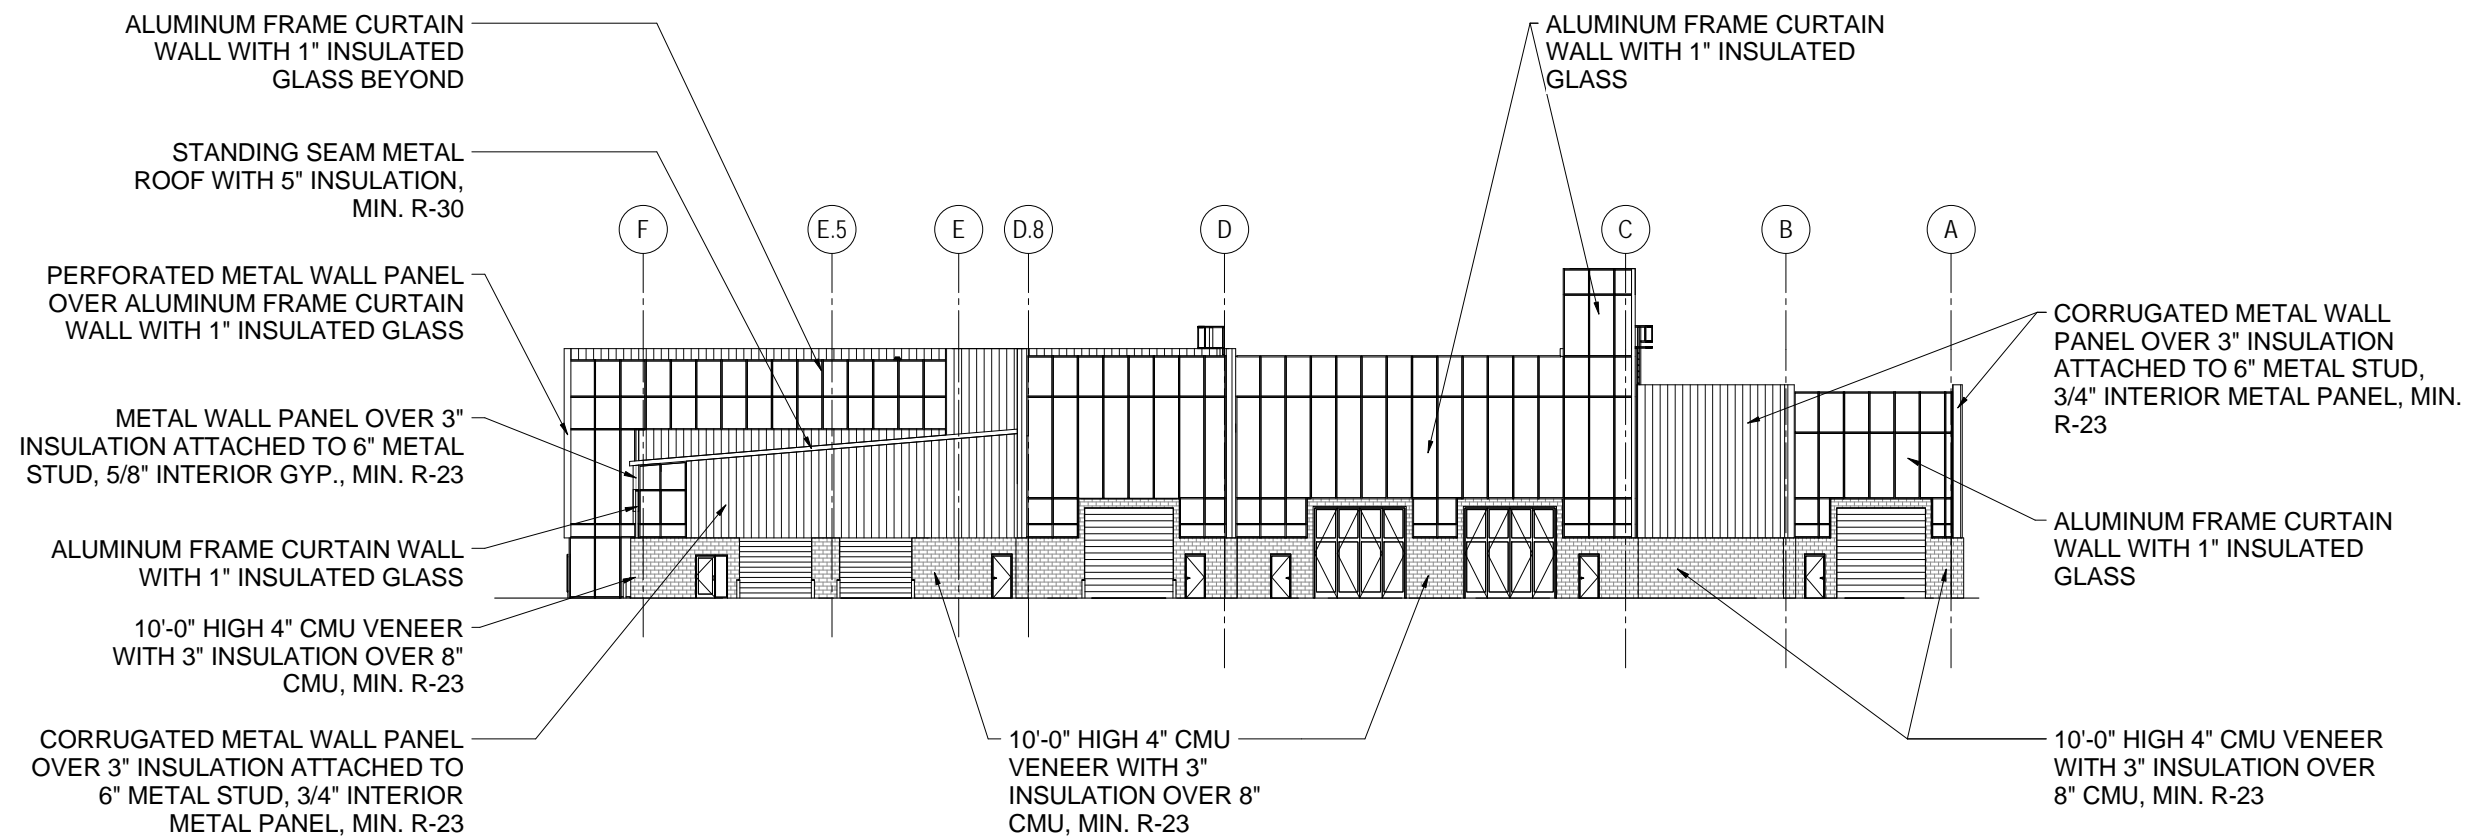 ALUMINUM FRAME CURTAIN
WALL WITH 1" INSULATED
GLASS BEYOND
STANDING SEAM METAL
ROOF WITH 5" INSULATION,
MIN. R-30
PERFORATED METAL WALL PANEL
OVER ALUMINUM FRAME CURTAIN
WALL WITH 1" INSULATED GLASS
METAL WALL PANEL OVER 3"
INSULATION ATTACHED TO 6" METAL
STUD, 5/8" INTERIOR GYP., MIN. R-23
ALUMINUM FRAME CURTAIN WALL
WITH 1" INSULATED GLASS
10'-0" HIGH 4" CMU VENEER
WITH 3" INSULATION OVER 8"
CMU, MIN. R-23
CORRUGATED METAL WALL PANEL
OVER 3" INSULATION ATTACHED TO
6" METAL STUD, 3/4" INTERIOR
METAL PANEL, MIN. R-23
F
E.5
E
D.8
D
C
B
A
10'-0" HIGH 4" CMU
VENEER WITH 3"
INSULATION OVER 8"
CMU, MIN. R-23
ALUMINUM FRAME CURTAIN
WALL WITH 1" INSULATED
GLASS
CORRUGATED METAL WALL
PANEL OVER 3" INSULATION
ATTACHED TO 6" METAL STUD,
3/4" INTERIOR METAL PANEL, MIN.
R-23
ALUMINUM FRAME CURTAIN
WALL WITH 1" INSULATED
GLASS
10'-0" HIGH 4" CMU VENEER
WITH 3" INSULATION OVER
8" CMU, MIN. R-23